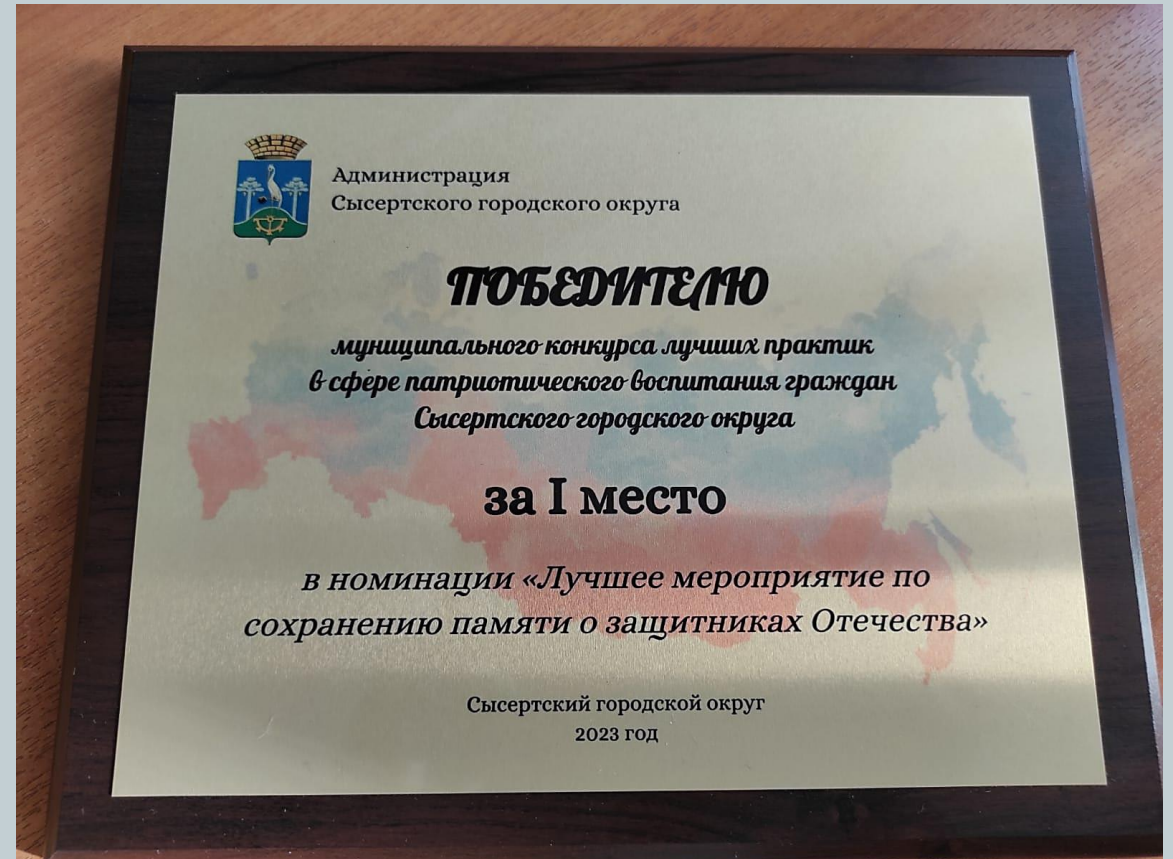 Администрация
Сысертского городского округа
ПОБЕДИТЕЛЮ
муниципального конкурса лучших практик
в сфере патриотического воспитания граждан
Сысертского городского округа
за I место
в номинации «Лучшее мероприятие по
сохранению памяти о защитниках Отечества»
Сысертский городской округ
2023 год